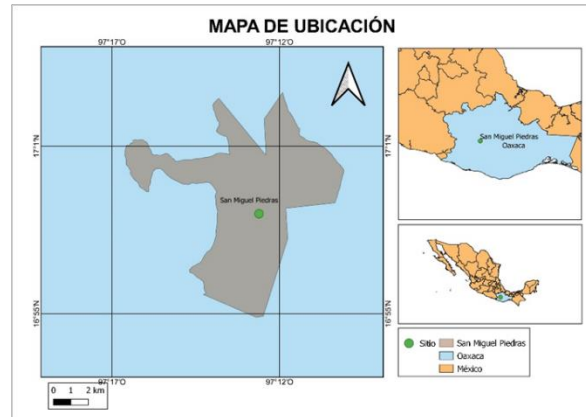 MAPA DE UBICACIÓN
97°17'O
97°12'O
17°1'N
17°1'N
San Miguel Piedras
16°55'N
16°55'N
97°17'O
97°12'O
0 1 2 km
San Miguel Piedras
Oaxaca
Sitio
San Miguel Piedras
Oaxaca
México